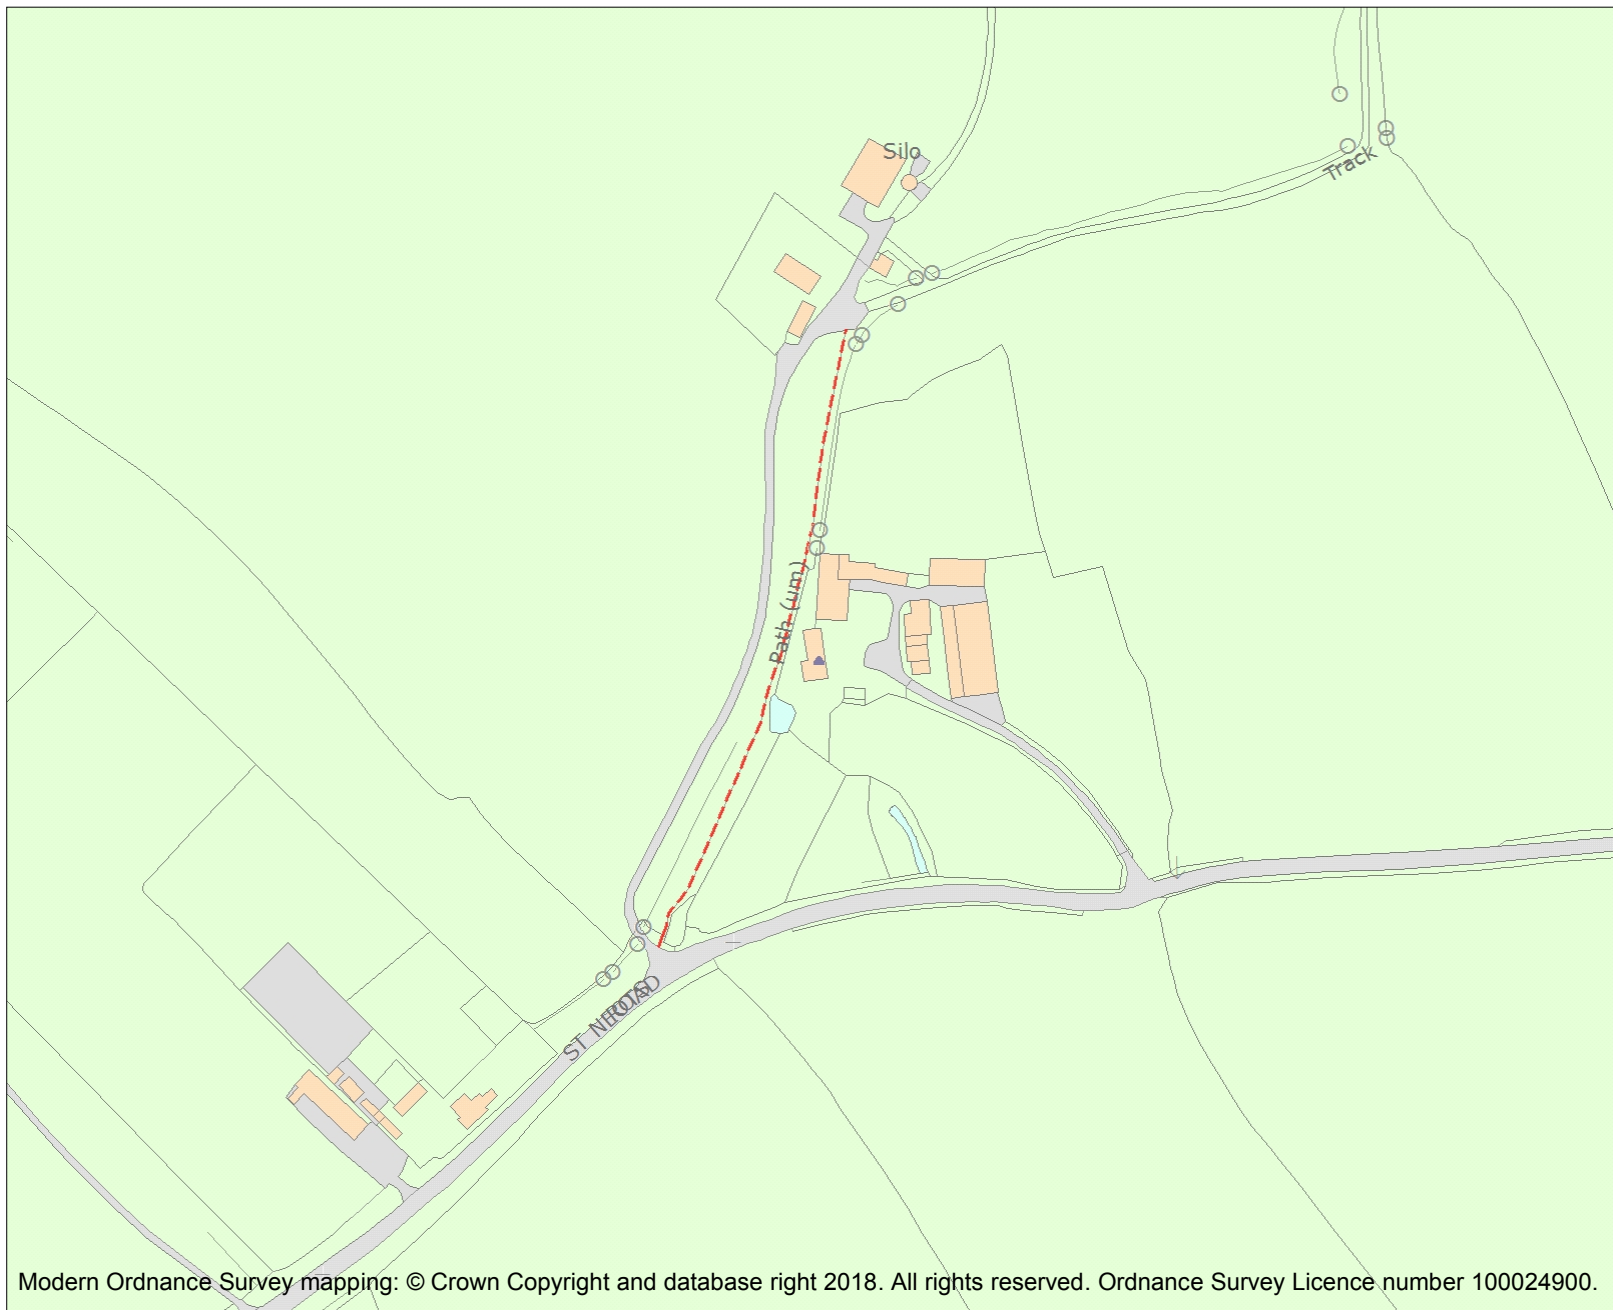 Silo
Track
Path (um)
ST NEOTS
ROAD
Modern Ordnance Survey mapping: © Crown Copyright and database right 2018. All rights reserved. Ordnance Survey Licence number 100024900.